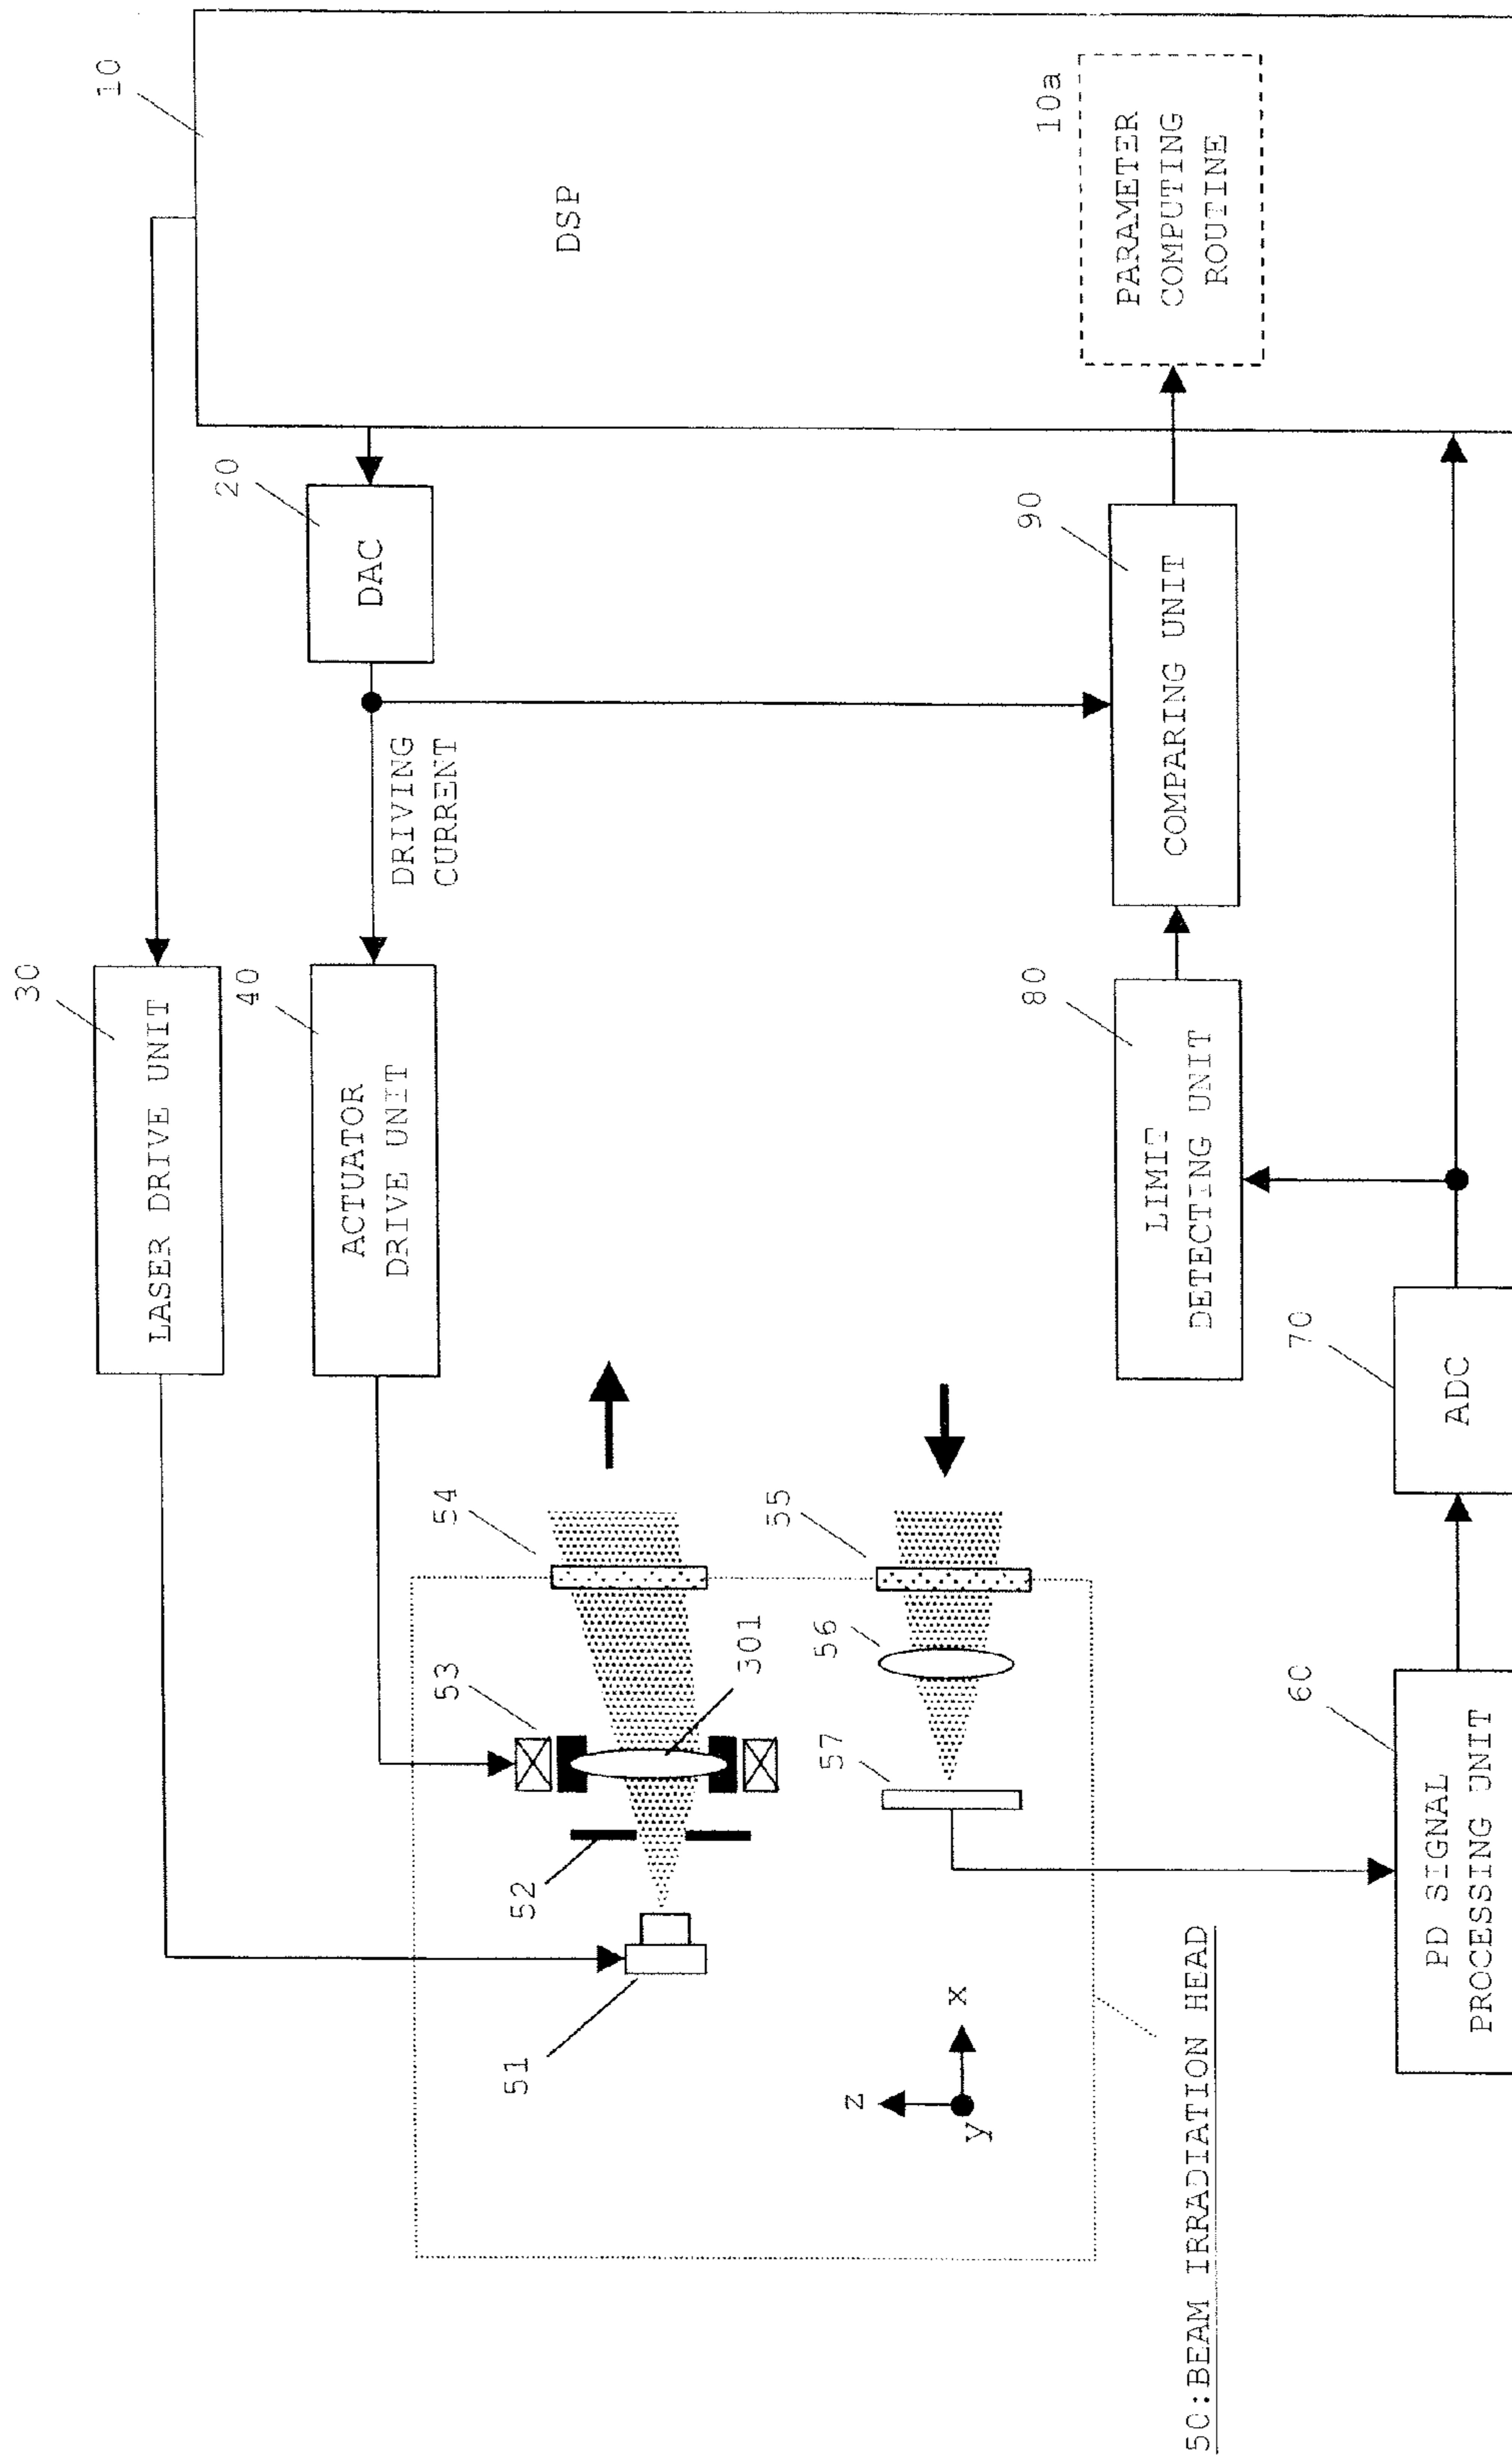 10
DSP
10a
PARAMETER
COMPUTING
ROUTINE
20
DAC
DRIVING
CURRENT
90
COMPARING UNIT
30
LASER DRIVE UNIT
40
ACTUATOR
DRIVE UNIT
80
LIMIT
DETECTING UNIT
70
ADC
54
55
53
301
56
57
52
51
60
PD SIGNAL
PROCESSING UNIT
z
x
y
50:BEAM IRRADIATION HEAD